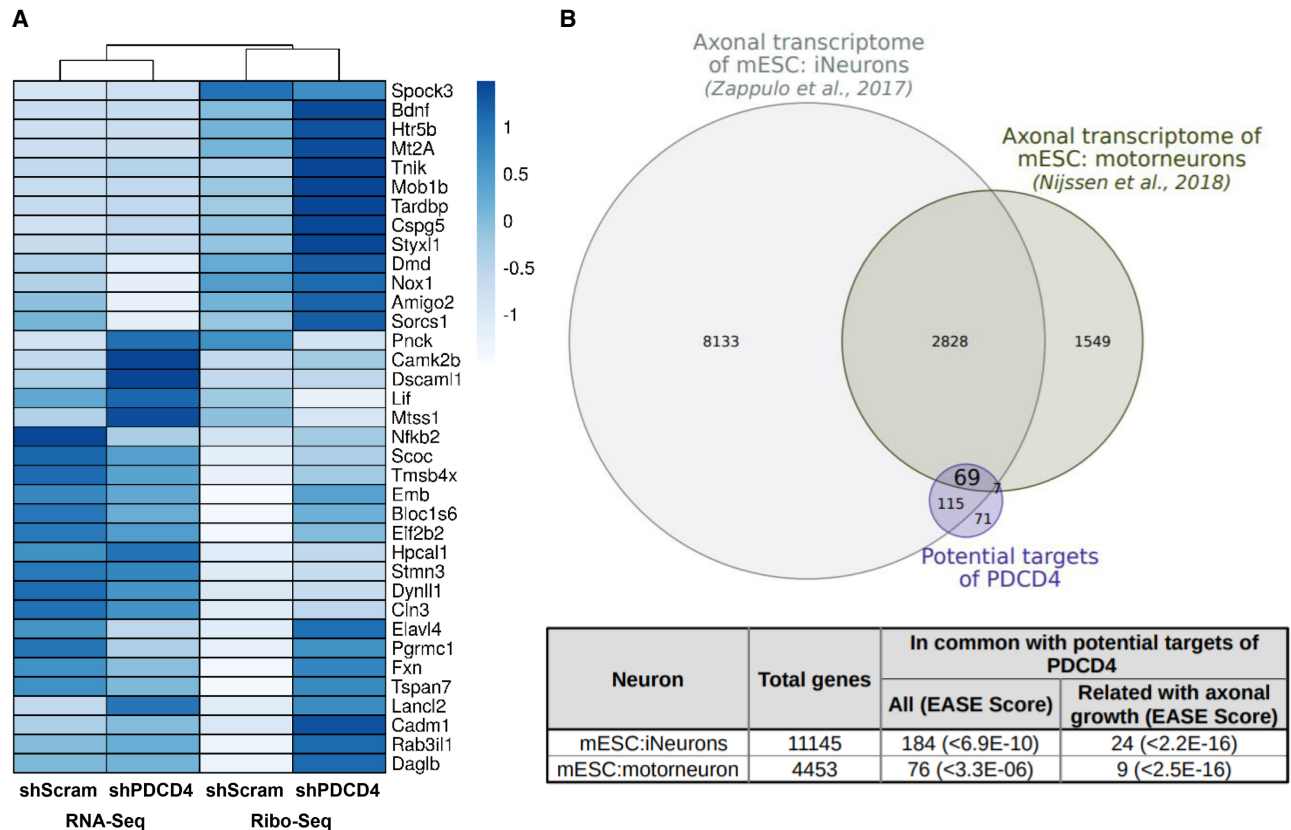 A
Spock3
Bdnf
Htr5b
Mt2A
Tnik
Mob1b
Tardbp
Cspg5
Styxl1
Dmd
Nox1
Amigo2
Sorcs1
Pnck
Camk2b
Dscaml1
Lif
Mtss1
Nfkb2
Scoc
Tmsb4x
Emb
Bloc1s6
Eif2b2
Hpcal1
Stmn3
Dynll1
Cln3
Elavl4
Pgrmc1
Fxn
Tspan7
Lancl2
Cadm1
Rab3il1
Daglb
1
0.5
0
-0.5
-1
shScram shPDCD4 shScram shPDCD4
RNA-Seq Ribo-Seq
B
Axonal transcriptome
of mESC: iNeurons
(Zappulo et al., 2017)
Axonal transcriptome of
mESC: motorneurons
(Nijssen et al., 2018)
8133
2828
1549
69
7
115
71
Potential targets
of PDCD4
Neuron
Total genes
In common with potential targets of
PDCD4
All (EASE Score)
Related with axonal
growth (EASE Score)
mESC:iNeurons 11145 184 (<6.9E-10) 24 (<2.2E-16)
mESC:motorneuron 4453 76 (<3.3E-06) 9 (<2.5E-16)